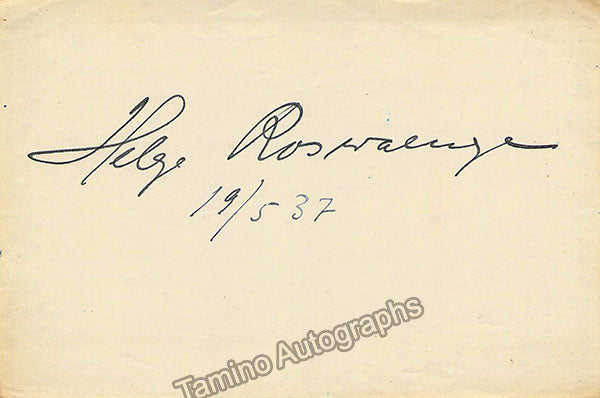 Helge Roswaenge
19/5 37
Tamino Autographs